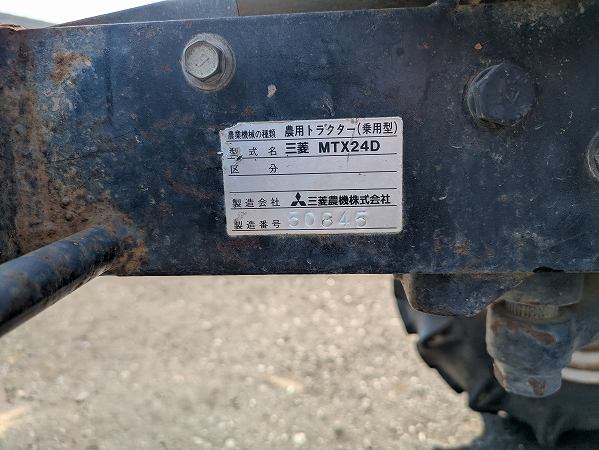 農業機械の種類 農用トラクター(乗用型)
型式名 三菱 MTX24D
区分
製造会社 三菱農機株式会社
製造番号 50845